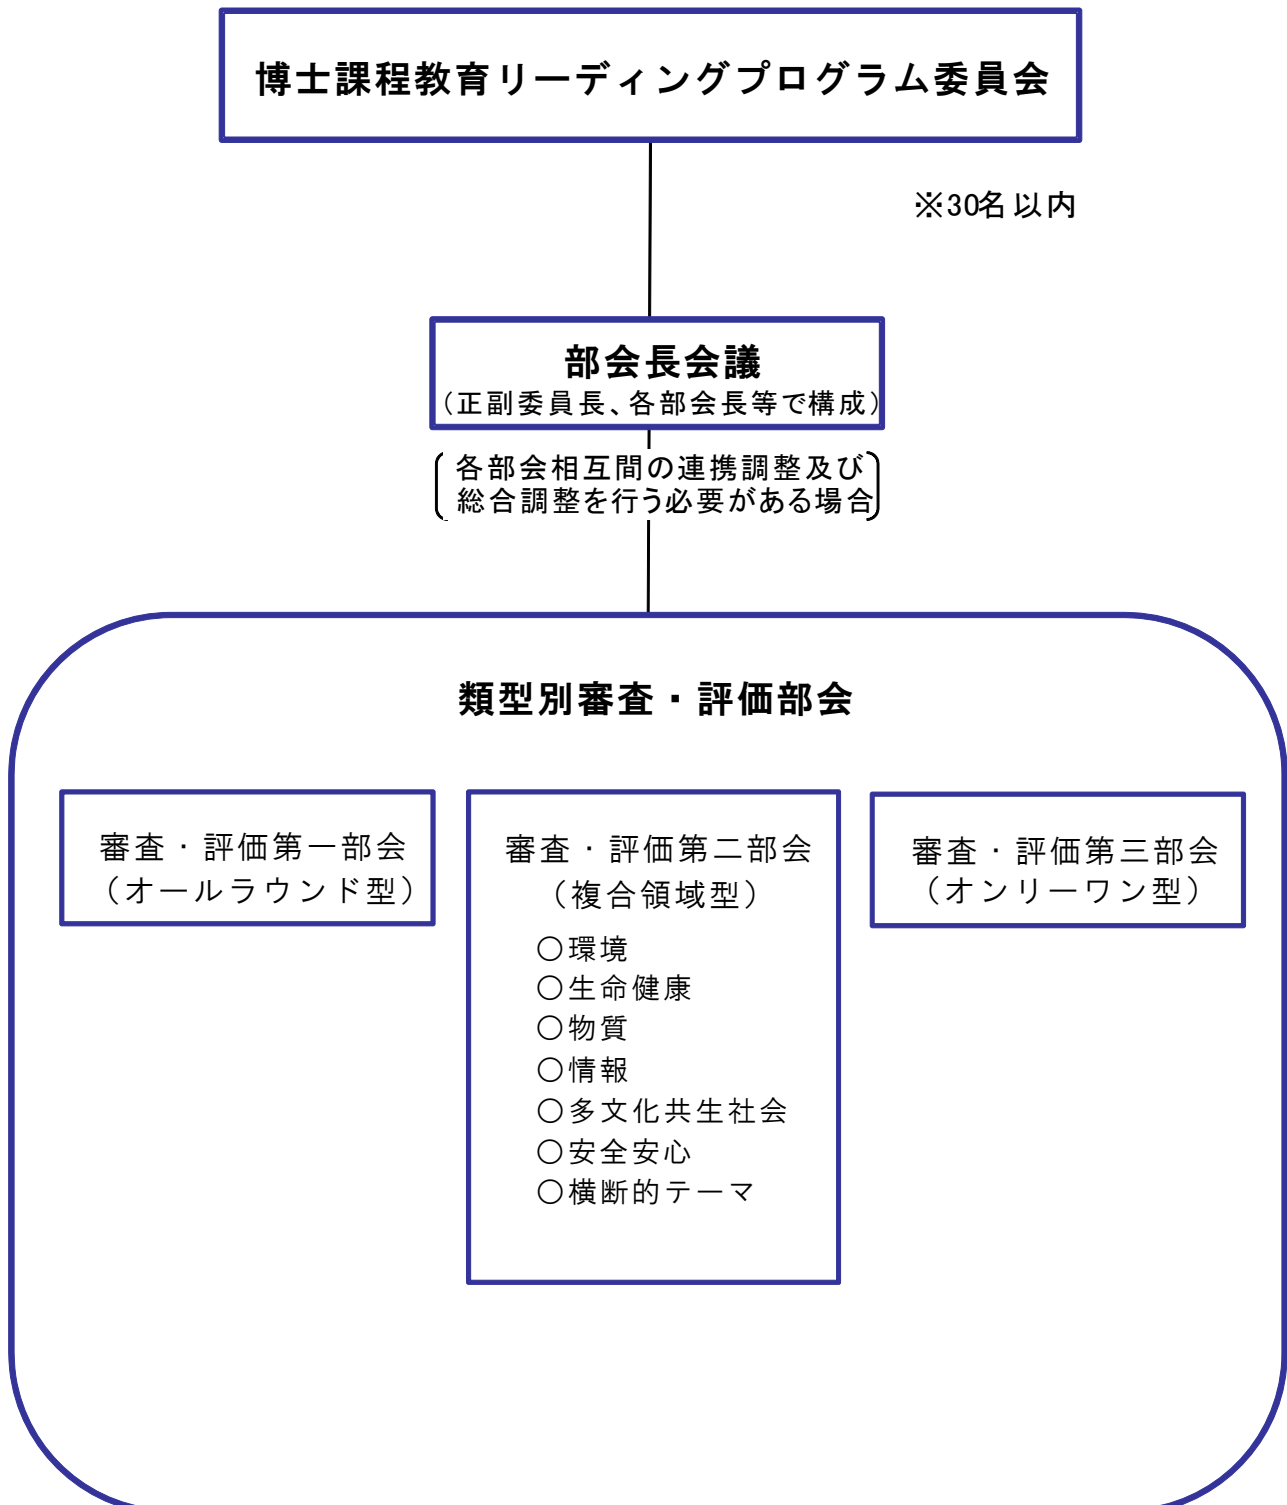 博士課程教育リーディングプログラム委員会
※30名以内
部会長会議
（正副委員長、各部会長等で構成）
各部会相互間の連携調整及び
総合調整を行う必要がある場合
類型別審査・評価部会
審査・評価第一部会
（オールラウンド型）
審査・評価第二部会
（複合領域型）
○環境
○生命健康
○物質
○情報
○多文化共生社会
○安全安心
○横断的テーマ
審査・評価第三部会
（オンリーワン型）